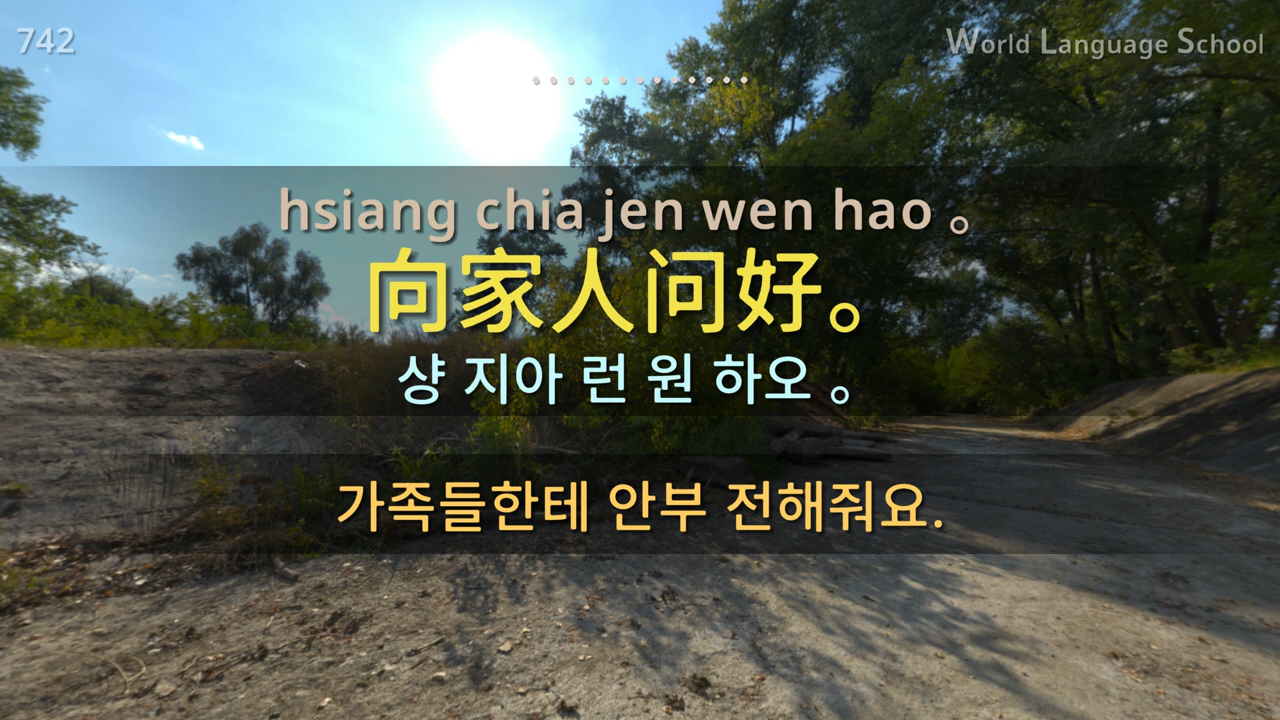 742
World Language School
hsiang chia jen wen hao 。
向家人问好。
샹 지아 런 원 하오 。
가족들한테 안부 전해줘요.